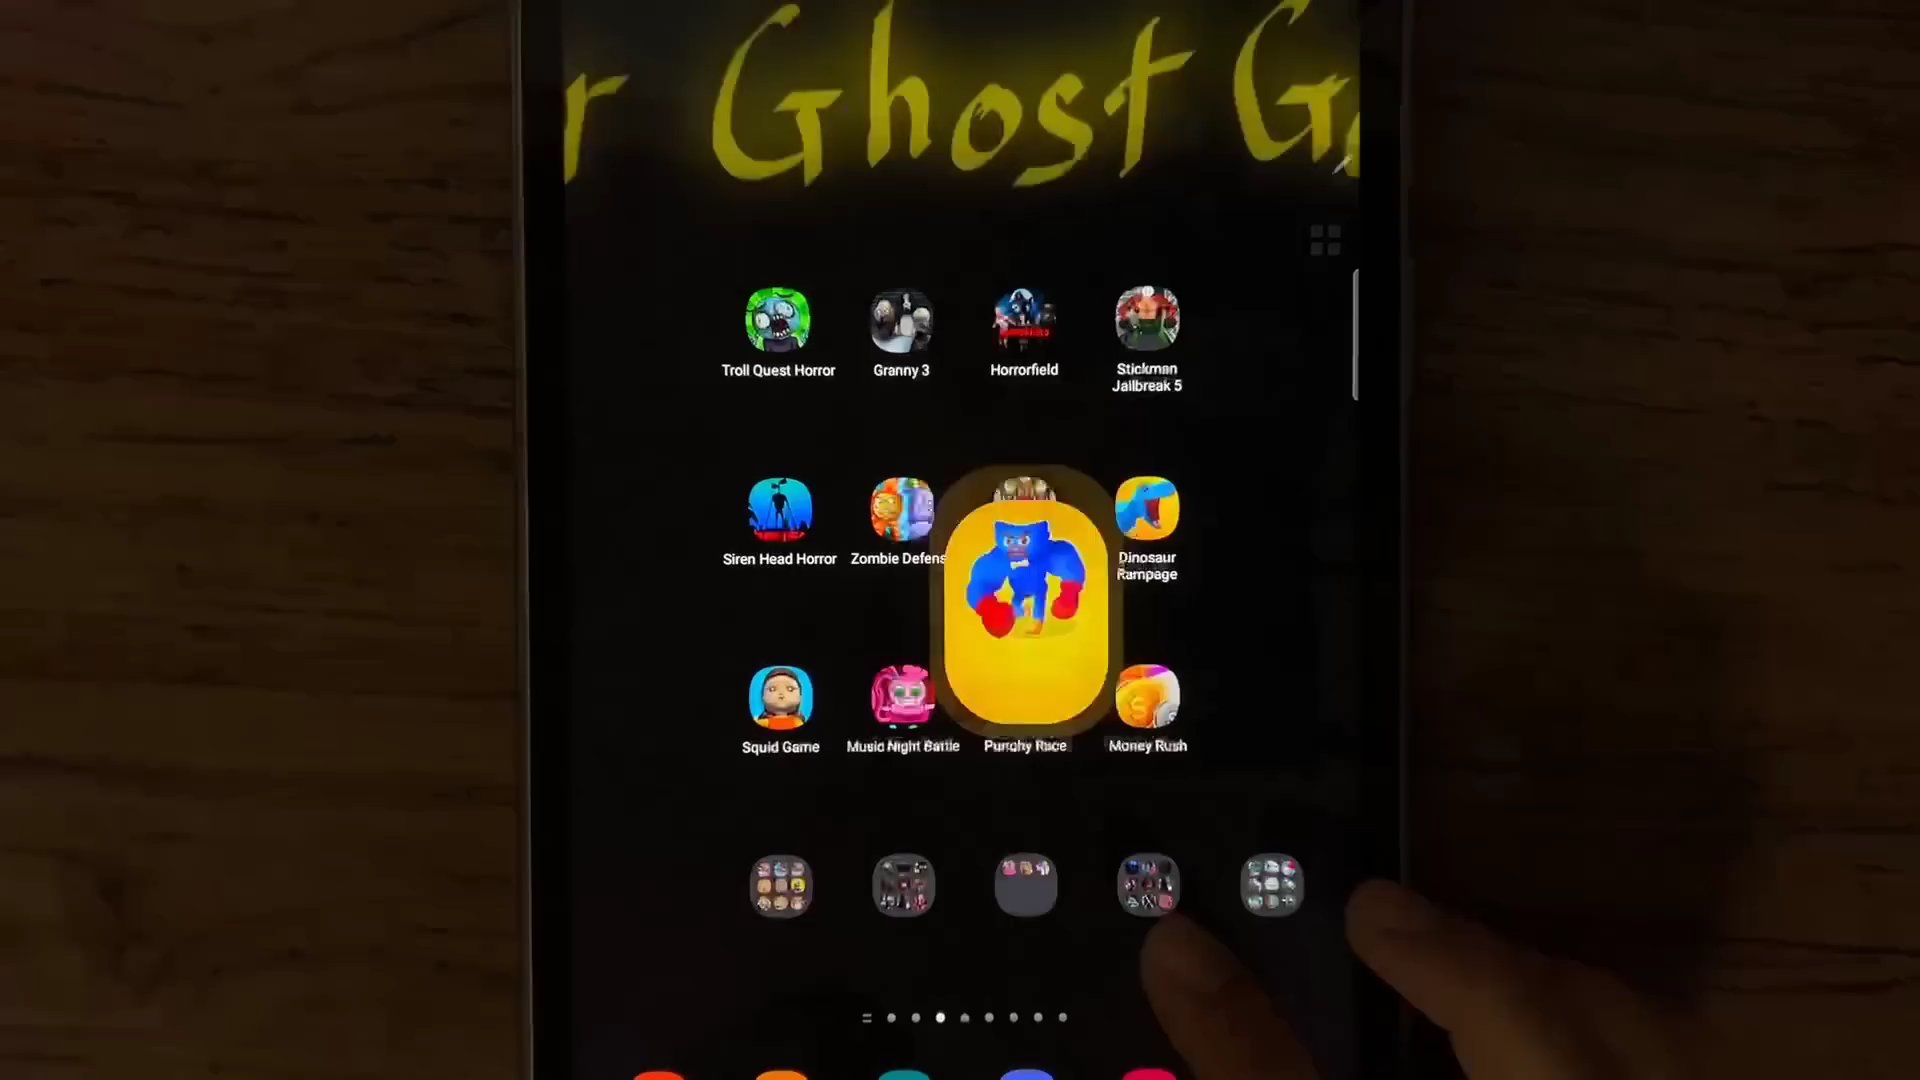 r Ghost G
Troll Quest Horror
Granny 3
Horrorfield
Stickman
Jailbreak 5
Siren Head Horror
Zombie Defens
Dinosaur
Rampage
Squid Game
Music Night Battle
Punchy Race
Money Rush